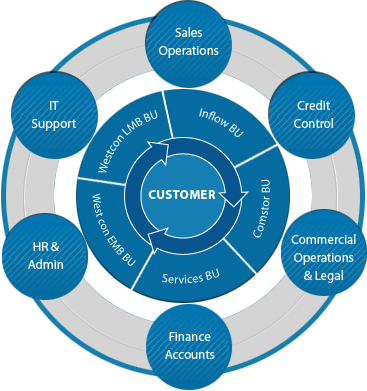 Sales
Operations
IT
Support
Credit
Control
Westcon LMB BU
Inflow BU
CUSTOMER
West con EMB BU
Comstor BU
Services BU
HR &
Admin
Commercial
Operations
& Legal
Finance
Accounts